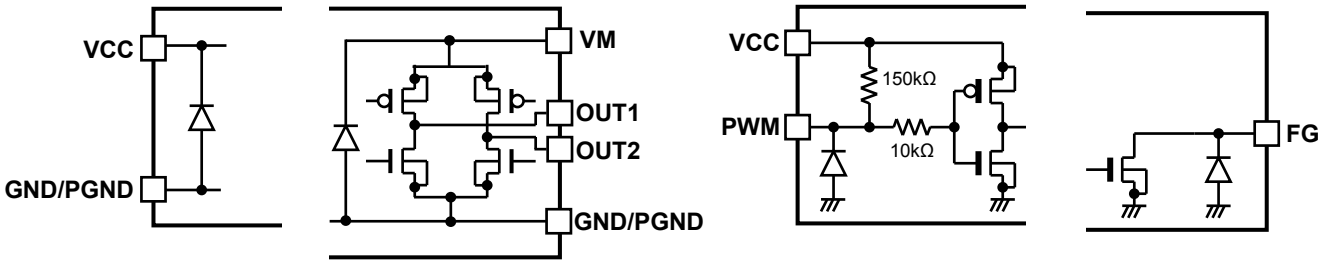 VCC
GND/PGND
VM
OUT1
OUT2
GND/PGND
VCC
150kΩ
PWM
10kΩ
FG